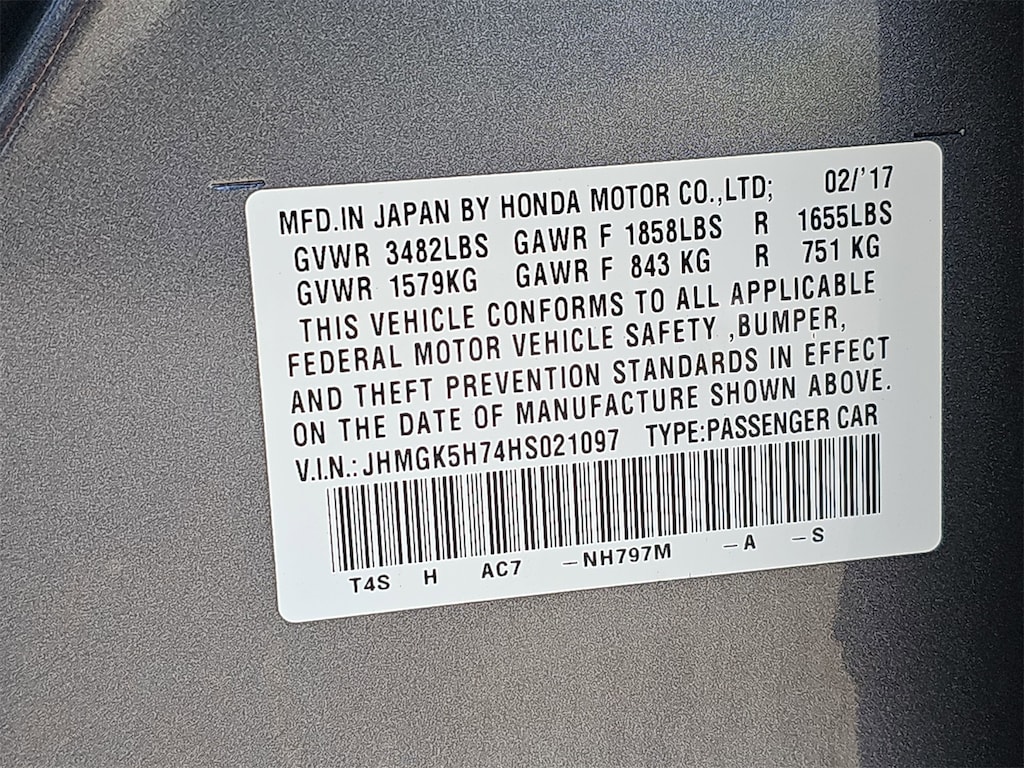 MFD.IN JAPAN BY HONDA MOTOR CO.,LTD; 02/'17
GVWR 3482LBS GAWR F 1858LBS R 1655LBS
GVWR 1579KG GAWR F 843 KG R 751 KG
THIS VEHICLE CONFORMS TO ALL APPLICABLE
FEDERAL MOTOR VEHICLE SAFETY ,BUMPER,
AND THEFT PREVENTION STANDARDS IN EFFECT
ON THE DATE OF MANUFACTURE SHOWN ABOVE.
V.I.N.: JHMGK5H74HS021097 TYPE:PASSENGER CAR
T4S H AC7 –NH797M –A –S